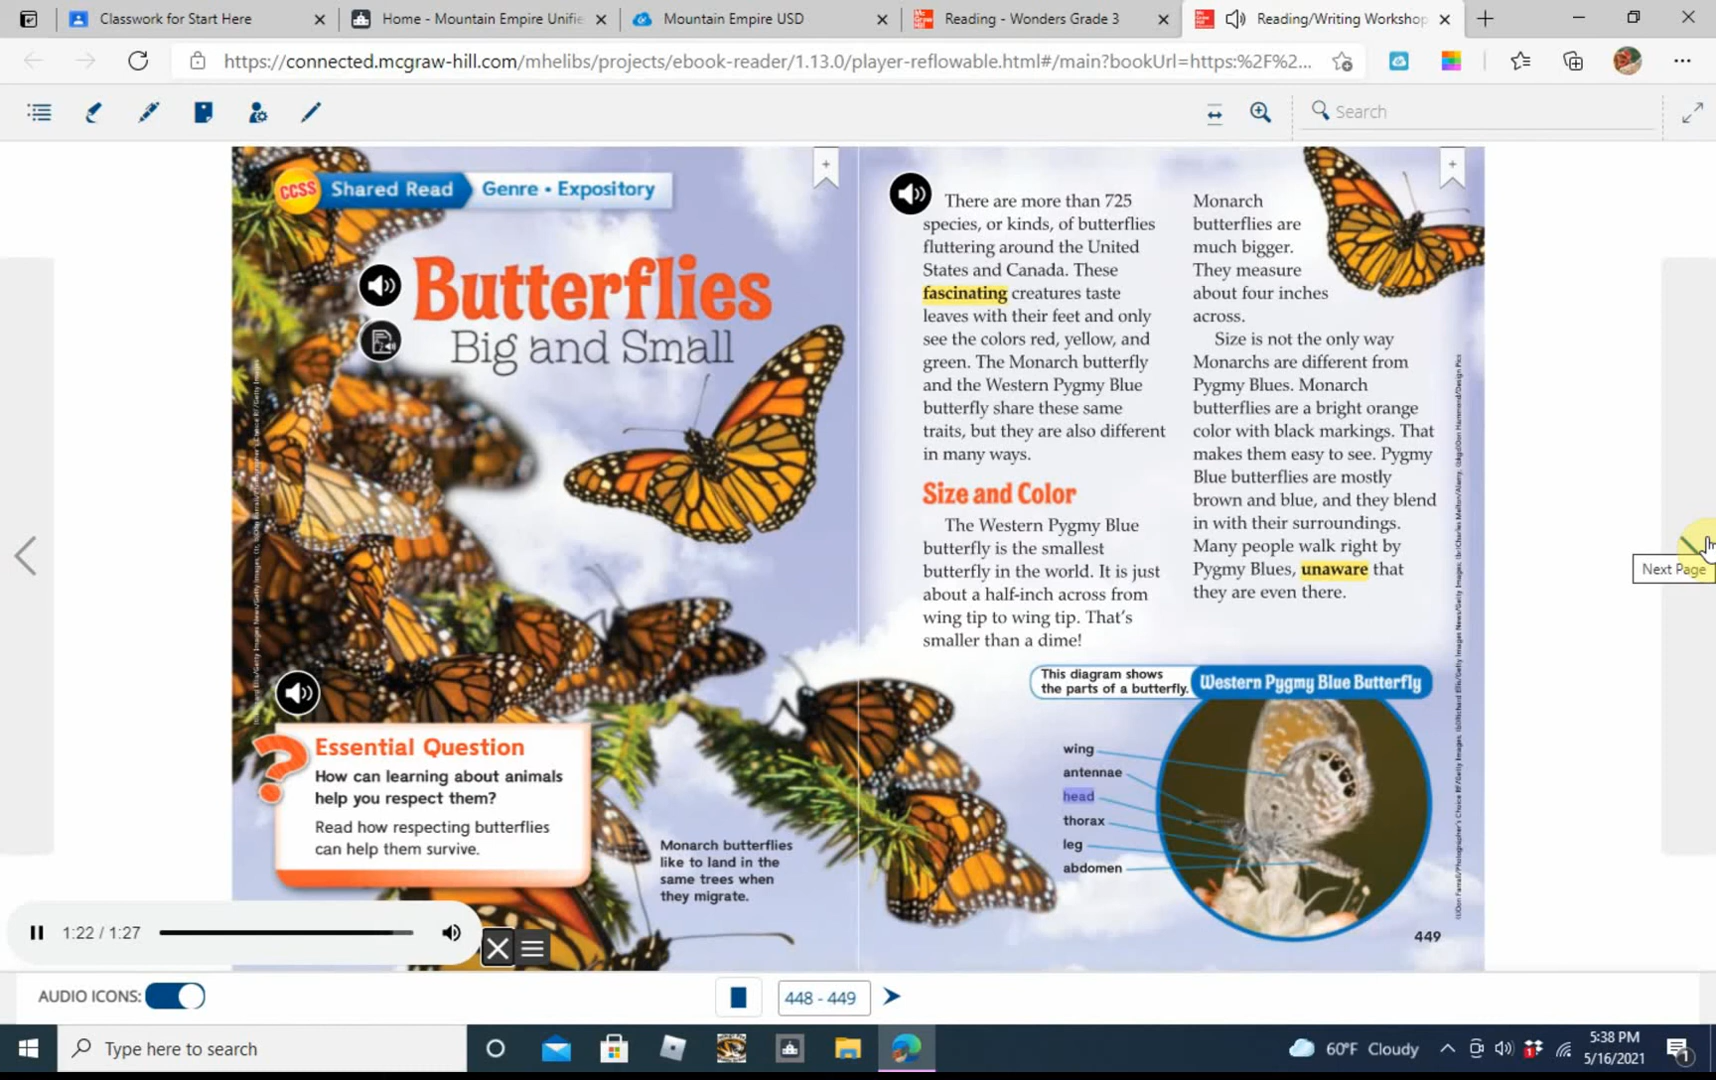 Classwork for Start Here
Home - Mountain Empire Unifie
Mountain Empire USD
Reading - Wonders Grade 3
Reading/Writing Workshop
https://connected.mcgraw-hill.com/mhelibs/projects/ebook-reader/1.13.0/player-reflowable.html#/main?bookUrl=https:%2F%2...
Search
CCSS Shared Read Genre • Expository
Butterflies
Big and Small
Essential Question
How can learning about animals
help you respect them?
Read how respecting butterflies
can help them survive.
Monarch butterflies
like to land in the
same trees when
they migrate.
There are more than 725
species, or kinds, of butterflies
fluttering around the United
States and Canada. These
fascinating creatures taste
leaves with their feet and only
see the colors red, yellow, and
green. The Monarch butterfly
and the Western Pygmy Blue
butterfly share these same
traits, but they are also different
in many ways.
Size and Color
The Western Pygmy Blue
butterfly is the smallest
butterfly in the world. It is just
about a half-inch across from
wing tip to wing tip. That's
smaller than a dime!
Monarch
butterflies are
much bigger.
They measure
about four inches
across.
Size is not the only way
Monarchs are different from
Pygmy Blues. Monarch
butterflies are a bright orange
color with black markings. That
makes them easy to see. Pygmy
Blue butterflies are mostly
brown and blue, and they blend
in with their surroundings.
Many people walk right by
Pygmy Blues, unaware that
they are even there.
Next Page
This diagram shows
the parts of a butterfly.
Western Pygmy Blue Butterfly
wing
antennae
head
thorax
leg
abdomen
449
1:22 / 1:27
AUDIO ICONS:
448 - 449
Type here to search
60°F Cloudy
5:38 PM
5/16/2021
1